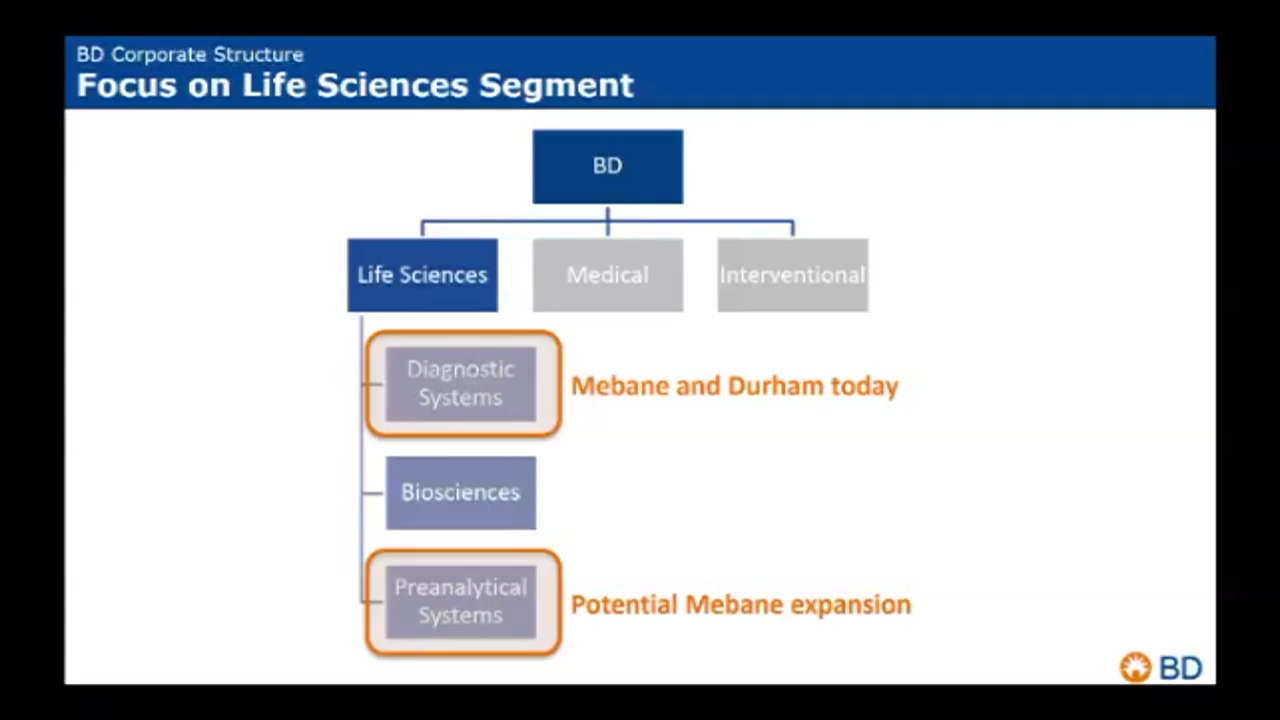 BD Corporate Structure
Focus on Life Sciences Segment
BD
Life Sciences
Medical
Interventional
Diagnostic
Systems
Mebane and Durham today
Biosciences
Preanalytical
Systems
Potential Mebane expansion
BD